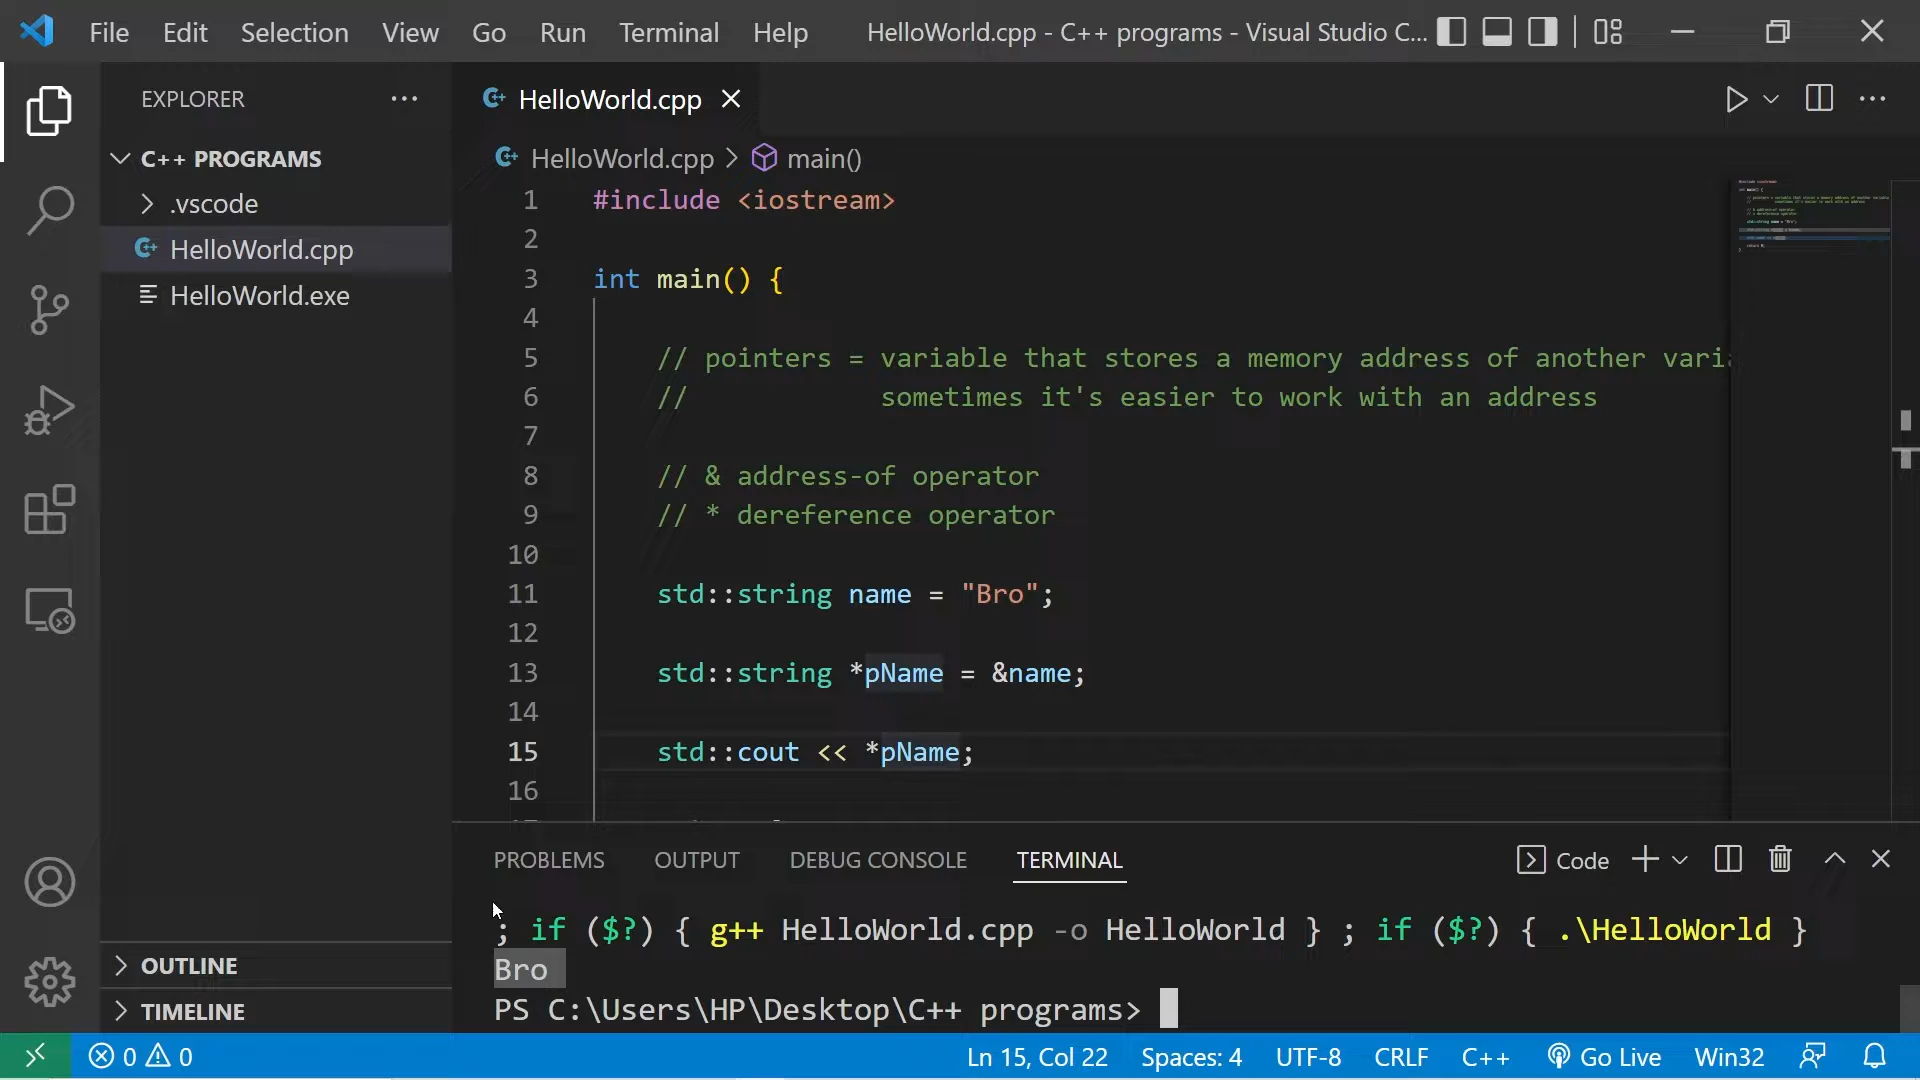 File Edit Selection View Go Run Terminal Help HelloWorld.cpp - C++ programs - Visual Studio C...
EXPLORER
C++ PROGRAMS
.vscode
HelloWorld.cpp
HelloWorld.exe
OUTLINE
TIMELINE
HelloWorld.cpp
HelloWorld.cpp > main()
1 #include <iostream>
2
3 int main() {
4
5 // pointers = variable that stores a memory address of another vari
6 // sometimes it's easier to work with an address
7
8 // & address-of operator
9 // * dereference operator
10
11 std::string name = "Bro";
12
13 std::string *pName = &name;
14
15 std::cout << *pName;
16
PROBLEMS OUTPUT DEBUG CONSOLE TERMINAL Code
; if ($?) { g++ HelloWorld.cpp -o HelloWorld } ; if ($?) { .\HelloWorld }
Bro
PS C:\Users\HP\Desktop\C++ programs>
0 0 Ln 15, Col 22 Spaces: 4 UTF-8 CRLF C++ Go Live Win32